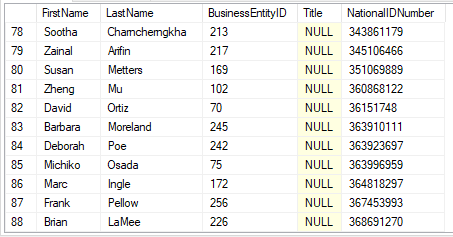 FirstName LastName BusinessEntityID Title NationalIDNumber
78 Sootha Charncherngkha 213 NULL 343861179
79 Zainal Arifin 217 NULL 345106466
80 Susan Metters 169 NULL 351069889
81 Zheng Mu 102 NULL 360868122
82 David Ortiz 70 NULL 36151748
83 Barbara Moreland 245 NULL 363910111
84 Deborah Poe 242 NULL 363923697
85 Michiko Osada 75 NULL 363996959
86 Marc Ingle 172 NULL 364818297
87 Frank Pellow 256 NULL 367453993
88 Brian LaMee 226 NULL 368691270